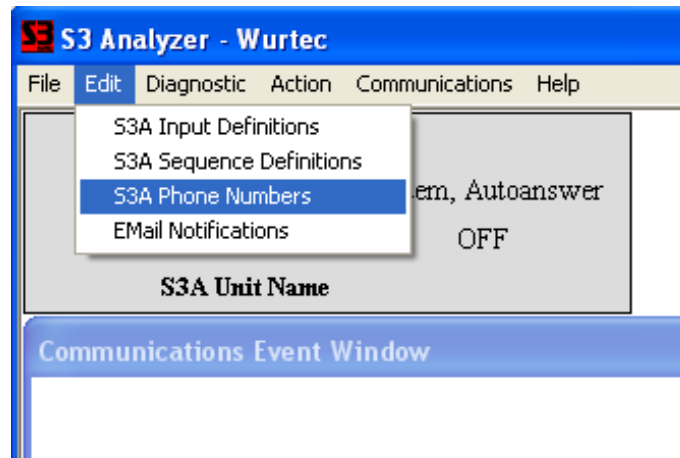 S3 S3 Analyzer - Wurtec
File Edit Diagnostic Action Communications Help
S3A Input Definitions
S3A Sequence Definitions
S3A Phone Numbers
EMail Notifications
Autoanswer
OFF
S3A Unit Name
Communications Event Window